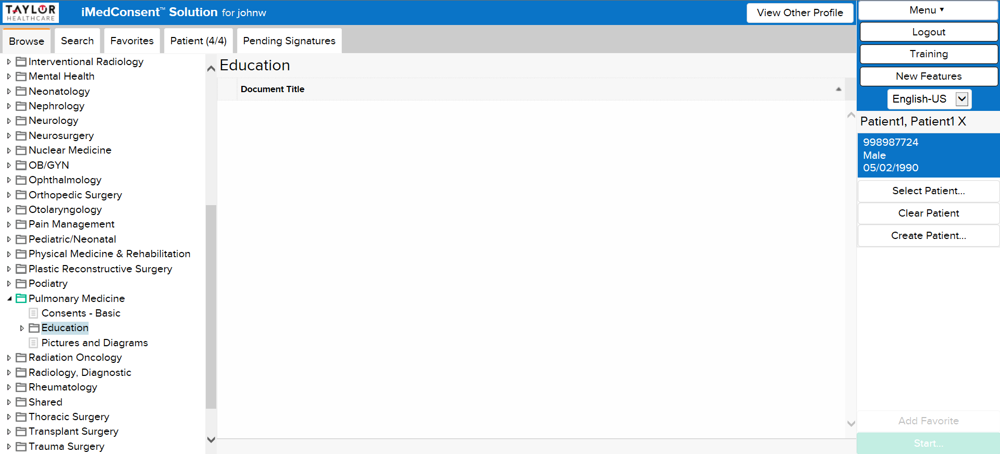 TAYLOR
HEALTHCARE
iMedConsent™ Solution for johnw
View Other Profile
Menu ▼
Logout
Training
New Features
English-US
Browse
Search
Favorites
Patient (4/4)
Pending Signatures
Interventional Radiology
Mental Health
Neonatology
Nephrology
Neurology
Neurosurgery
Nuclear Medicine
OB/GYN
Ophthalmology
Orthopedic Surgery
Otolaryngology
Pain Management
Pediatric/Neonatal
Physical Medicine & Rehabilitation
Plastic Reconstructive Surgery
Podiatry
Pulmonary Medicine
Consents - Basic
Education
Pictures and Diagrams
Radiation Oncology
Radiology, Diagnostic
Rheumatology
Shared
Thoracic Surgery
Transplant Surgery
Trauma Surgery
Education
Document Title
Patient1, Patient1 X
998987724
Male
05/02/1990
Select Patient...
Clear Patient
Create Patient...
Add Favorite
Start...